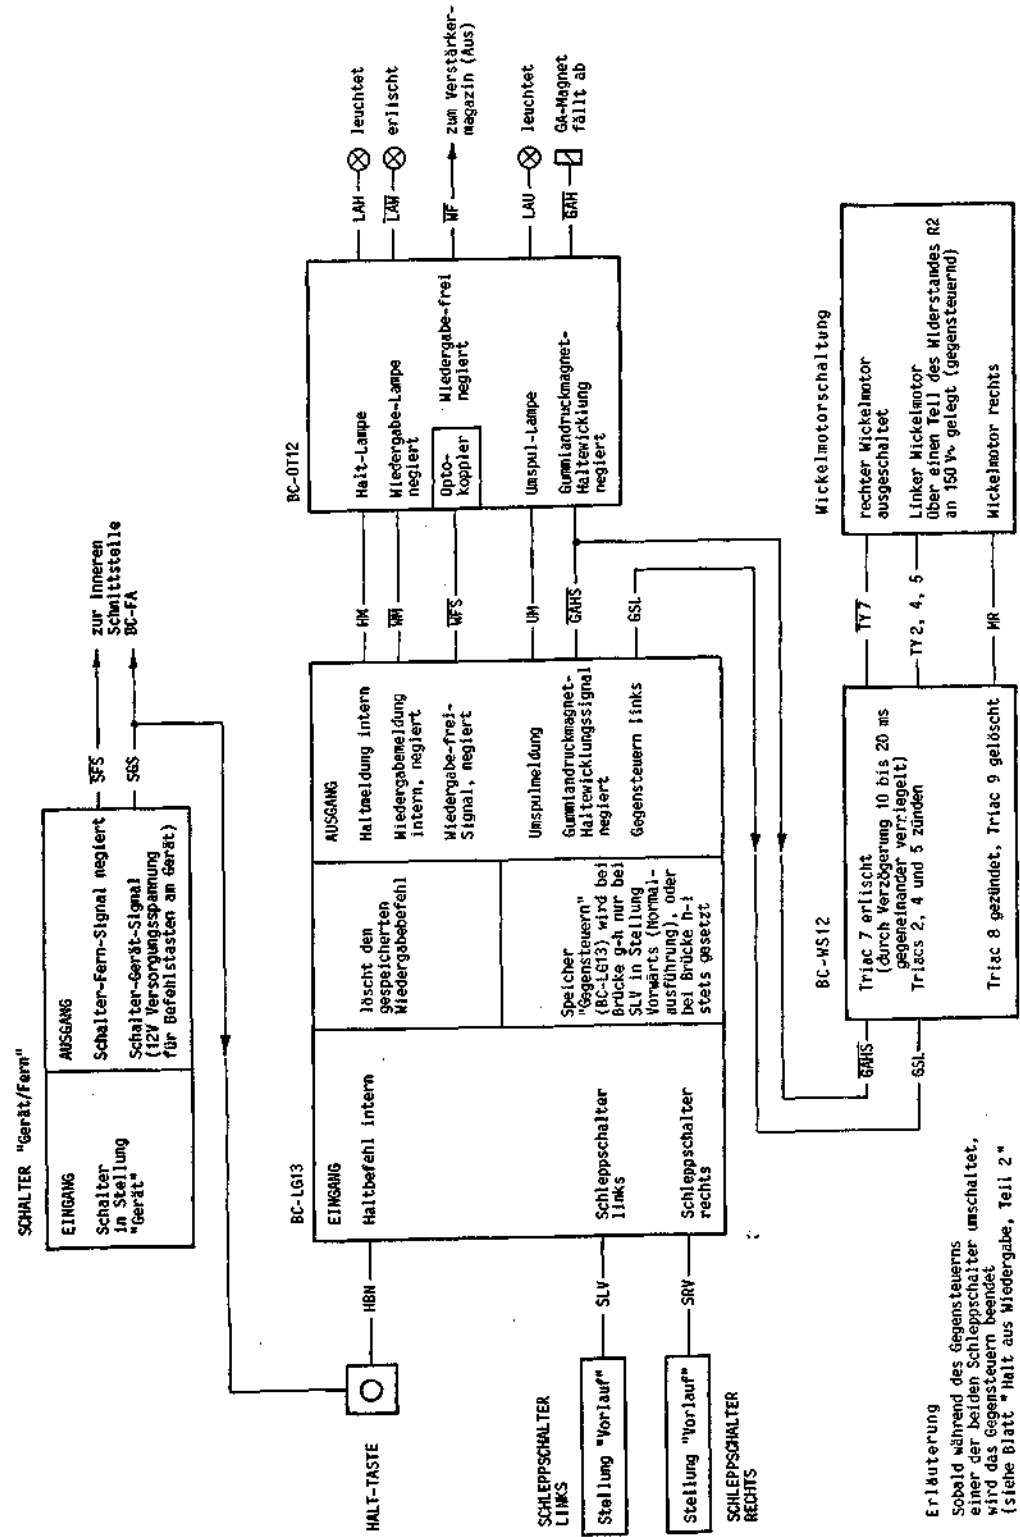 SCHALTER "Gerät/Fern"
EINGANG
Schalter
in Stellung
"Gerät"
AUSGANG
Schalter-Fern-Signal negiert
Schalter-Gerät-Signal
(12V Versorgungsspannung
für Befehlstasten am Gerät)
SFS
SGS
zur inneren
Schnittstelle
BC-FA
HALT-TASTE
HBN
BC-LG13
EINGANG
Haltbefehl intern
Schleppschalter
links
Schleppschalter
rechts
löscht den
gespeicherten
Wiedergabebefehl
Speicher
"Gegensteuern"
(BC-LG13) wird bei
Brücke g-h nur bei
SLV in Stellung
Vorwärts (Normal-
ausführung), oder
bei Brücke h-i
stets gesetzt
AUSGANG
Haltmeldung intern
Wiedergabemeldung
intern, negiert
Wiedergabe-frei-
Signal, negiert
Umspulmeldung
Gummiandruckmagnet-
Haltewicklungssignal
negiert
Gegensteuern links
HM
WM
WFS
UM
GAHS
GSL
BC-OT12
Halt-Lampe
Wiedergabe-Lampe
negiert
Opto-
koppler
Wiedergabe-frei
negiert
Umspul-Lampe
Gummiandruckmagnet-
Haltewicklung
negiert
LAH
leuchtet
LAW
erlischt
WF
zum Verstärker-
magazin (Aus)
LAU
leuchtet
GAH
GA-Magnet
fällt ab
SCHLEPPSCHALTER
LINKS
Stellung "Vorlauf"
SLV
Stellung "Vorlauf"
SRV
SCHLEPPSCHALTER
RECHTS
BC-WS12
GAHS
GSL
Triac 7 erlischt
(durch Verzögerung 10 bis 20 ms
gegeneinander verriegelt)
Triacs 2, 4 und 5 zünden
Triac 8 gezündet, Triac 9 gelöscht
TY7
TY2, 4, 5
MR
Wickelmotorschaltung
rechter Wickelmotor
ausgeschaltet
Linker Wickelmotor
über einen Teil des Widerstandes R2
an 150 V~ gelegt (gegensteuernd)
Wickelmotor rechts
Erläuterung
Sobald während des Gegensteuerns
einer der beiden Schleppschalter umschaltet,
wird das Gegensteuern beendet
(siehe Blatt "Halt aus Wiedergabe, Teil 2"